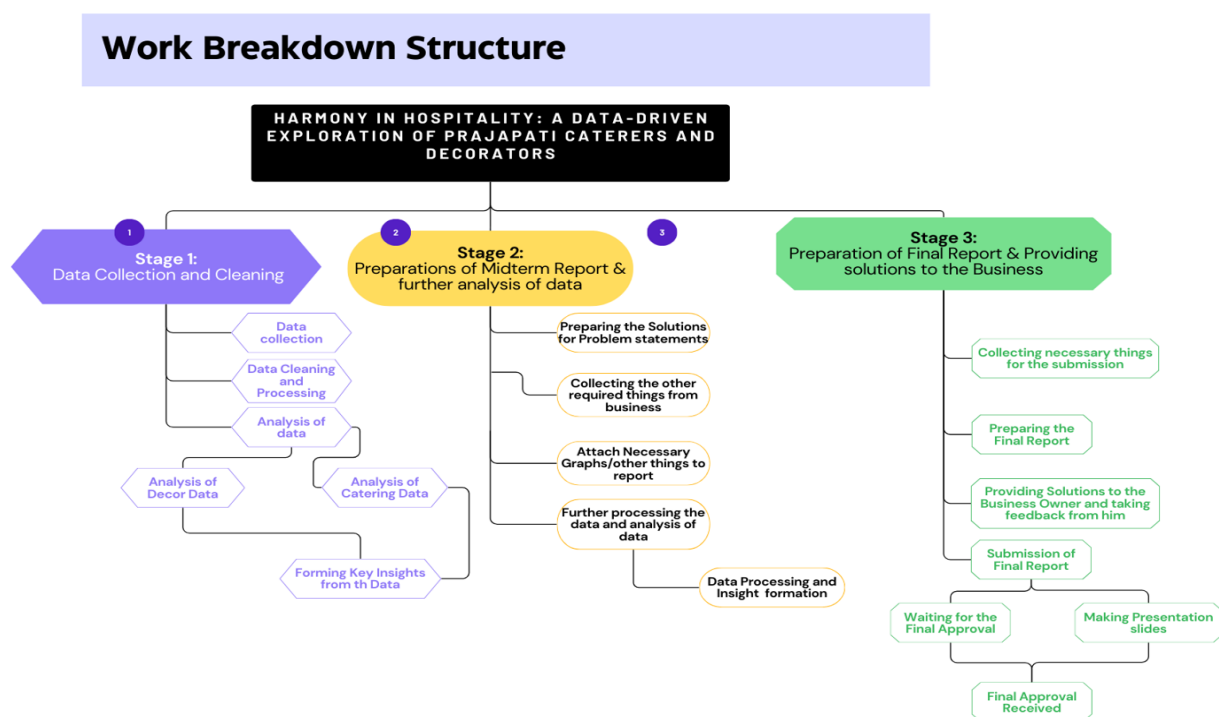 Work Breakdown Structure
HARMONY IN HOSPITALITY: A DATA-DRIVEN
EXPLORATION OF PRAJAPATI CATERERS AND
DECORATORS
1
Stage 1:
Data Collection and Cleaning
Data
collection
Data Cleaning
and
Processing
Analysis of
data
Analysis of
Decor Data
Analysis of
Catering Data
Forming Key Insights
from th Data
2
Stage 2:
Preparations of Midterm Report &
further analysis of data
Preparing the Solutions
for Problem statements
Collecting the other
required things from
business
Attach Necessary
Graphs/other things to
report
Further processing the
data and analysis of
data
Data Processing and
Insight formation
3
Stage 3:
Preparation of Final Report & Providing
solutions to the Business
Collecting necessary things
for the submission
Preparing the
Final Report
Providing Solutions to the
Business Owner and taking
feedback from him
Submission of
Final Report
Waiting for the
Final Approval
Making Presentation
slides
Final Approval
Received